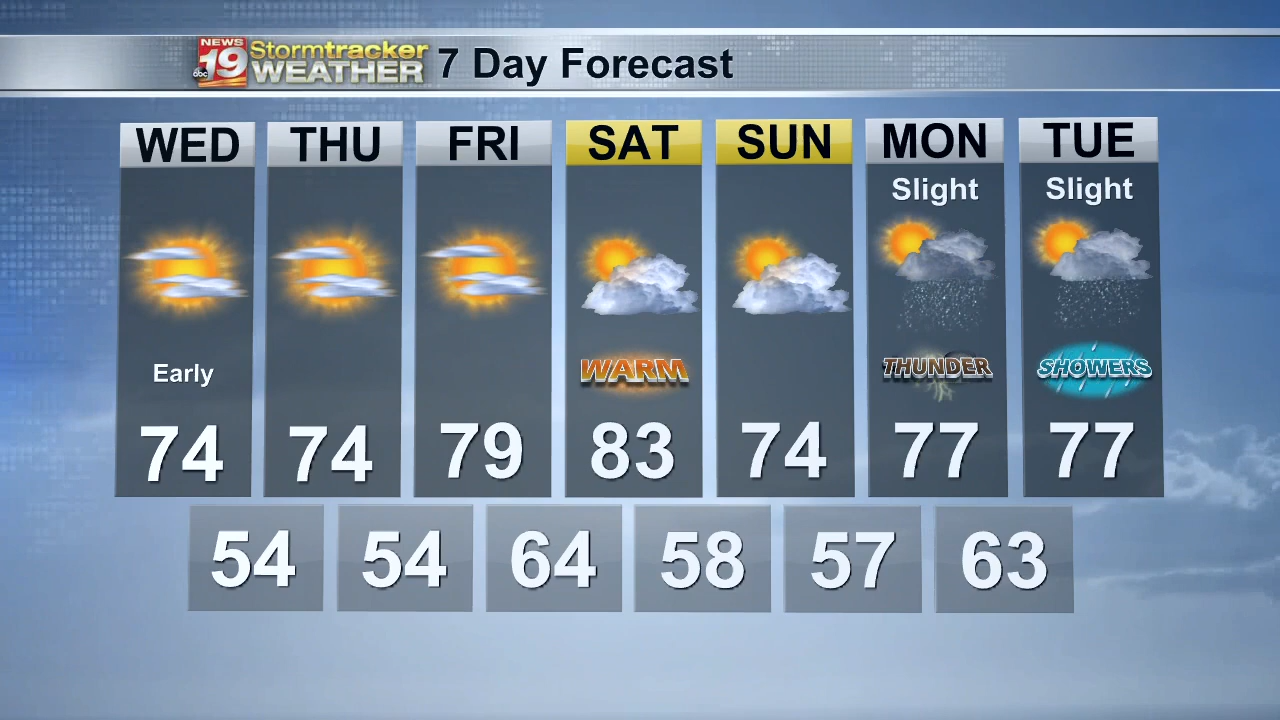 NEWS
abc 19
Stormtracker
WEATHER
7 Day Forecast
WED THU FRI SAT SUN MON TUE
Slight Slight
Early WARM THUNDER SHOWERS
74 74 79 83 74 77 77
54 54 64 58 57 63